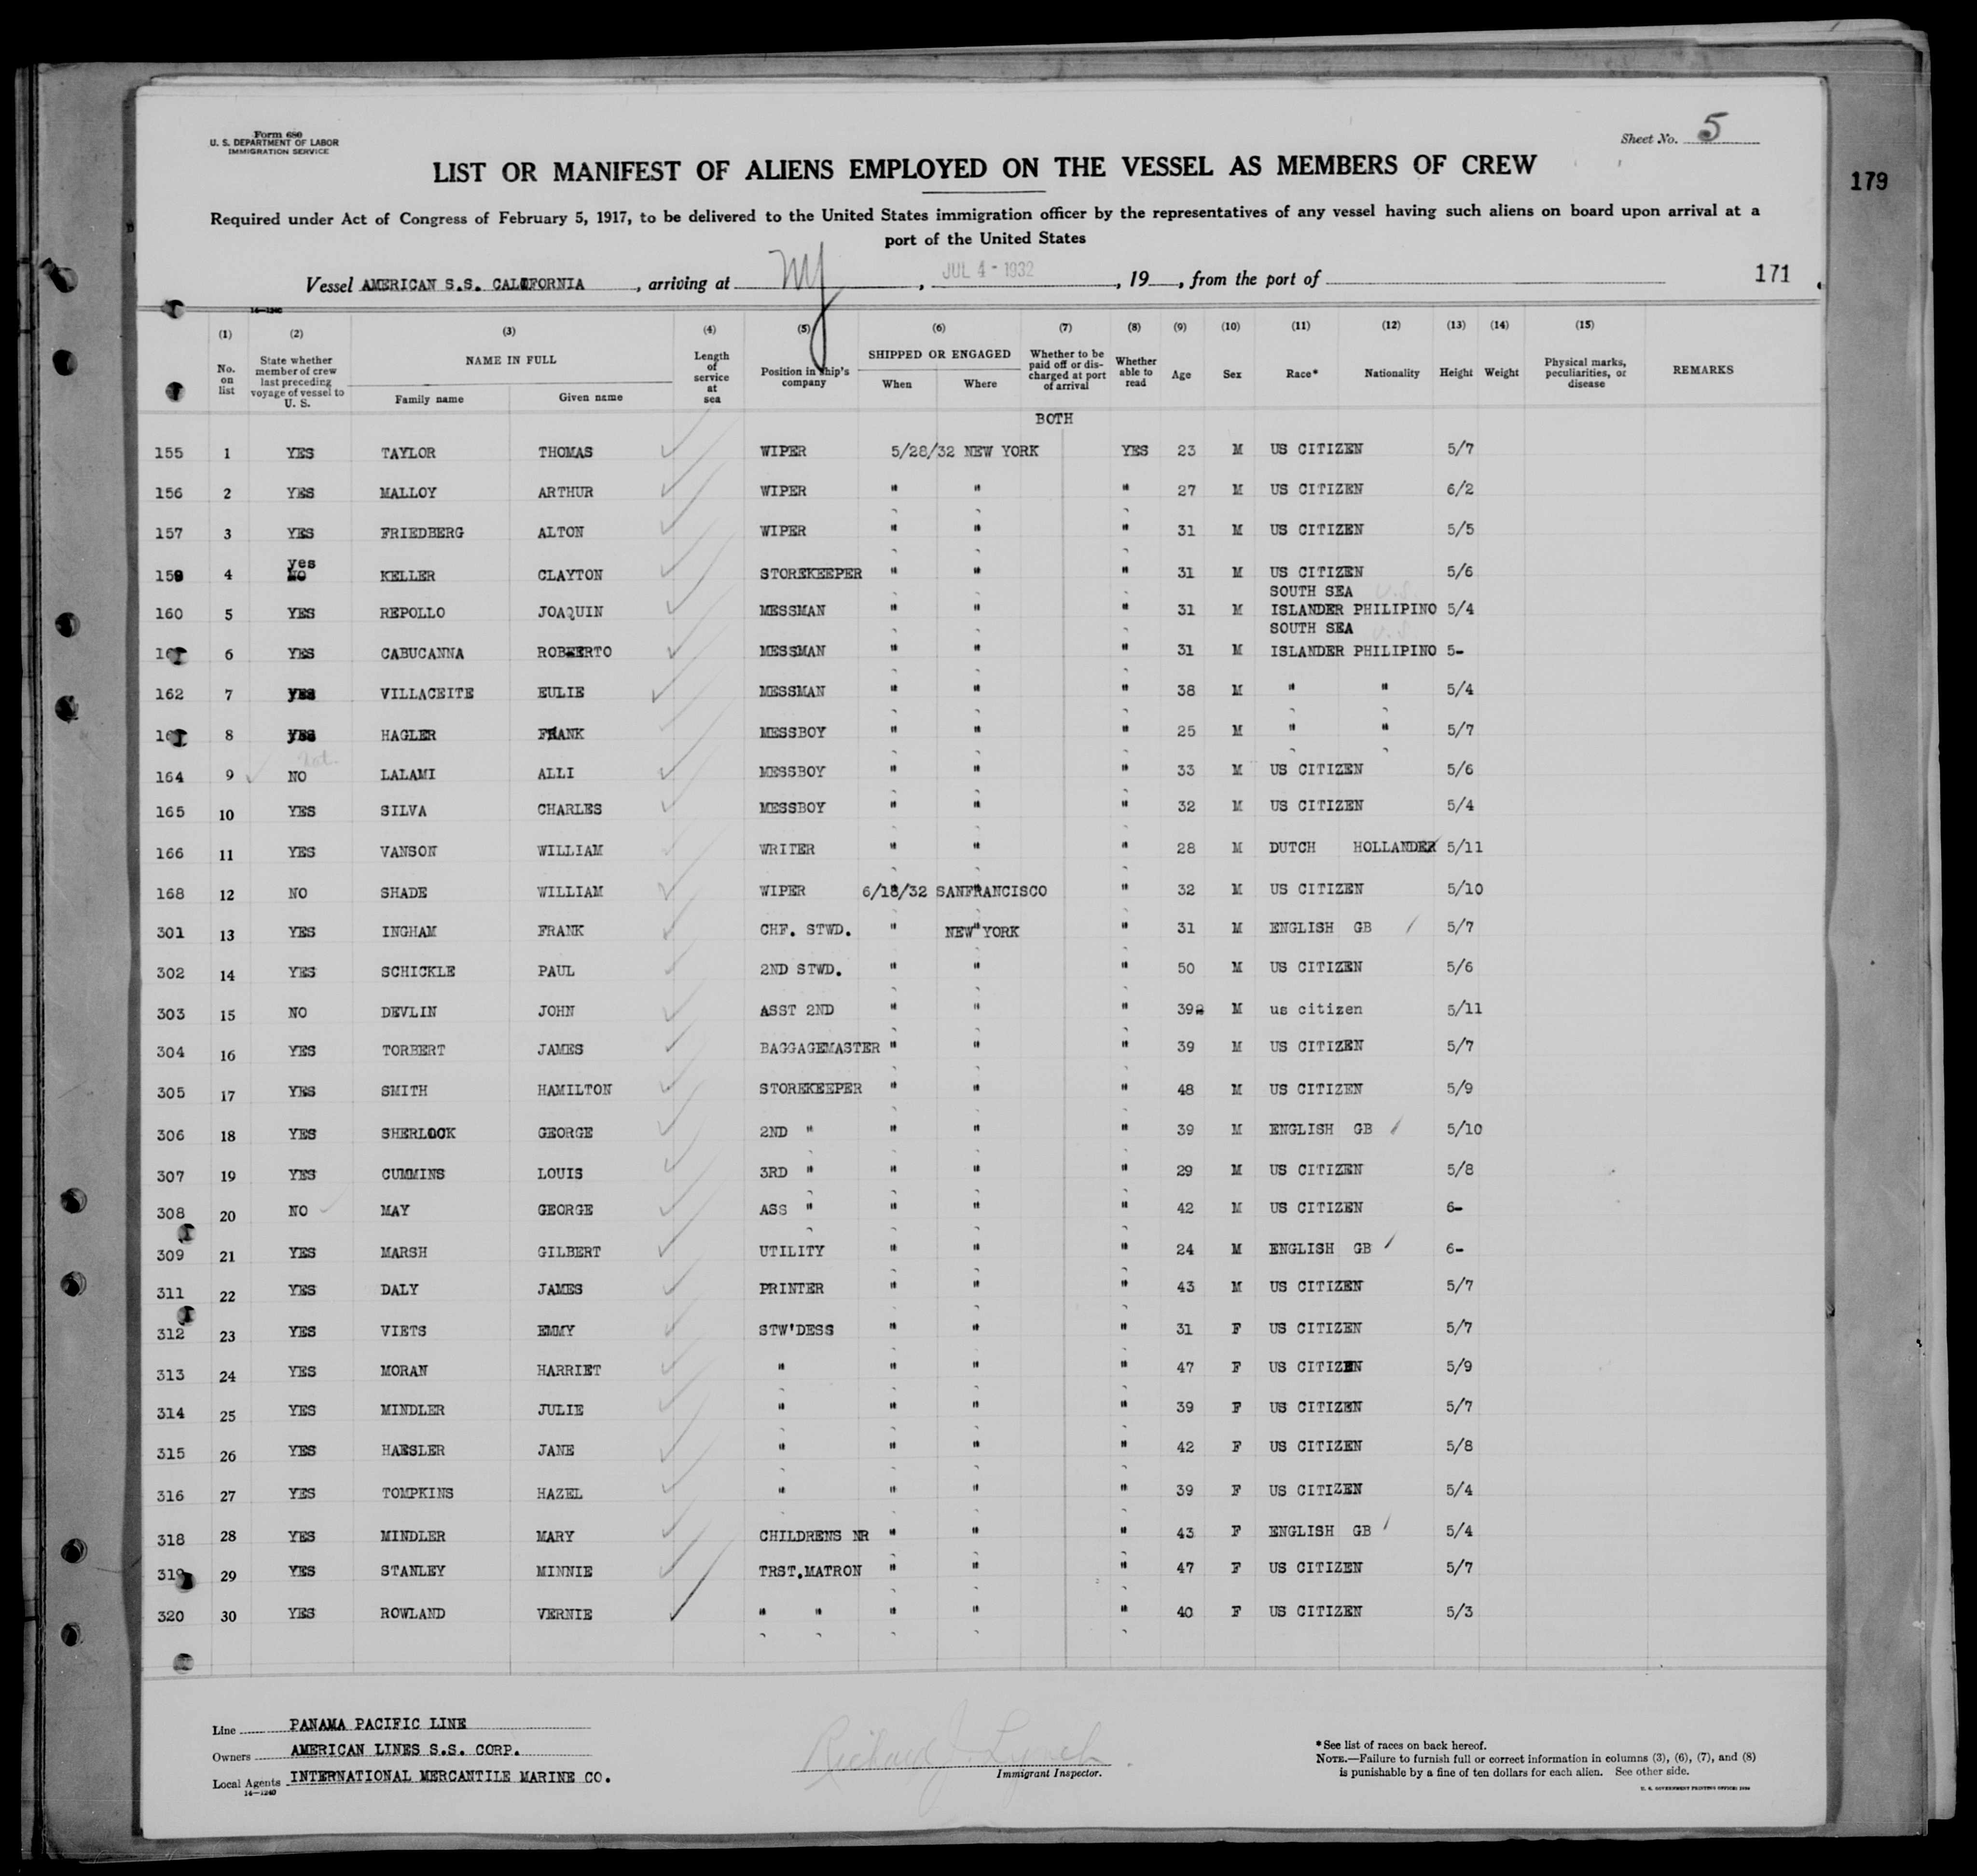 Form 680
U. S. DEPARTMENT OF LABOR
IMMIGRATION SERVICE
Sheet No. 5
LIST OR MANIFEST OF ALIENS EMPLOYED ON THE VESSEL AS MEMBERS OF CREW
179
Required under Act of Congress of February 5, 1917, to be delivered to the United States immigration officer by the representatives of any vessel having such aliens on board upon arrival at a
port of the United States
Vessel AMERICAN S.S. CALIFORNIA, arriving at NY, JUL 4 - 1932, 19, from the port of 171
(1) (2) (3) (4) (5) (6) (7) (8) (9) (10) (11) (12) (13) (14) (15)
No. on list State whether member of crew last preceding voyage of vessel to U. S. NAME IN FULL Family name Given name Length of service at sea Position in ship's company SHIPPED OR ENGAGED When Where Whether to be paid off or discharged at port of arrival Whether able to read Age Sex Race* Nationality Height Weight Physical marks, peculiarities, or disease REMARKS
BOTH
155 1 YES TAYLOR THOMAS WIPER 5/28/32 NEW YORK YES 23 M US CITIZEN 5/7
156 2 YES MALLOY ARTHUR WIPER " " " 27 M US CITIZEN 6/2
157 3 YES FRIEDBERG ALTON WIPER " " " 31 M US CITIZEN 5/5
yes
159 4 NO KELLER CLAYTON STOREKEEPER " " " 31 M US CITIZEN 5/6
SOUTH SEA U.S.
160 5 YES REPOLLO JOAQUIN MESSMAN " " " 31 M ISLANDER PHILIPINO 5/4
SOUTH SEA U.S.
6 YES CABUCANNA ROBERTO MESSMAN " " " 31 M ISLANDER PHILIPINO 5-
162 7 YES VILLACEITE EULIE MESSMAN " " " 38 M " " 5/4
8 YES HAGLER FRANK MESSBOY " " " 25 M " " 5/7
164 9 NO LALAMI ALLI MESSBOY " " " 33 M US CITIZEN 5/6
165 10 YES SILVA CHARLES MESSBOY " " " 32 M US CITIZEN 5/4
166 11 YES VANSON WILLIAM WRITER " " " 28 M DUTCH HOLLANDER 5/11
168 12 NO SHADE WILLIAM WIPER 6/18/32 SANFRANCISCO " 32 M US CITIZEN 5/10
301 13 YES INGHAM FRANK CHF. STWD. " NEW YORK " 31 M ENGLISH GB 5/7
302 14 YES SCHICKLE PAUL 2ND STWD. " " " 50 M US CITIZEN 5/6
303 15 NO DEVLIN JOHN ASST 2ND " " " 39 M us citizen 5/11
304 16 YES TORBERT JAMES BAGGAGEMASTER " " " 39 M US CITIZEN 5/7
305 17 YES SMITH HAMILTON STOREKEEPER " " " 48 M US CITIZEN 5/9
306 18 YES SHERLOCK GEORGE 2ND " " " " 39 M ENGLISH GB 5/10
307 19 YES CUMMINS LOUIS 3RD " " " " 29 M US CITIZEN 5/8
308 20 NO MAY GEORGE ASS " " " " 42 M US CITIZEN 6-
309 21 YES MARSH GILBERT UTILITY " " " 24 M ENGLISH GB 6-
311 22 YES DALY JAMES PRINTER " " " 43 M US CITIZEN 5/7
312 23 YES VIETS EMMY STW'DESS " " " 31 F US CITIZEN 5/7
313 24 YES MORAN HARRIET " " " " 47 F US CITIZEN 5/9
314 25 YES MINDLER JULIE " " " " 39 F US CITIZEN 5/7
315 26 YES HAESLER JANE " " " " 42 F US CITIZEN 5/8
316 27 YES TOMPKINS HAZEL " " " " 39 F US CITIZEN 5/4
318 28 YES MINDLER MARY CHILDRENS NR " " " 43 F ENGLISH GB 5/4
319 29 YES STANLEY MINNIE TRST.MATRON " " " 47 F US CITIZEN 5/7
320 30 YES ROWLAND VERNIE " " " " " 40 F US CITIZEN 5/3
Line PANAMA PACIFIC LINE
Owners AMERICAN LINES S.S. CORP.
Local Agents INTERNATIONAL MERCANTILE MARINE CO.
14-1240
Richard J. Lynch
Immigrant Inspector.
*See list of races on back hereof.
NOTE.—Failure to furnish full or correct information in columns (3), (6), (7), and (8)
is punishable by a fine of ten dollars for each alien. See other side.